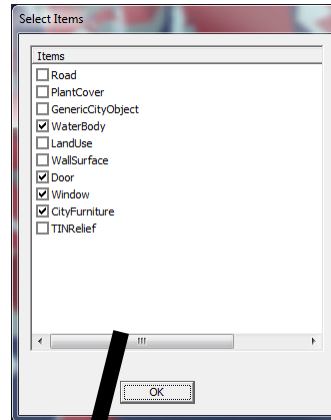 Select Items
Items
Road
PlantCover
GenericCityObject
WaterBody
LandUse
WallSurface
Door
Window
CityFurniture
TINRelief
OK